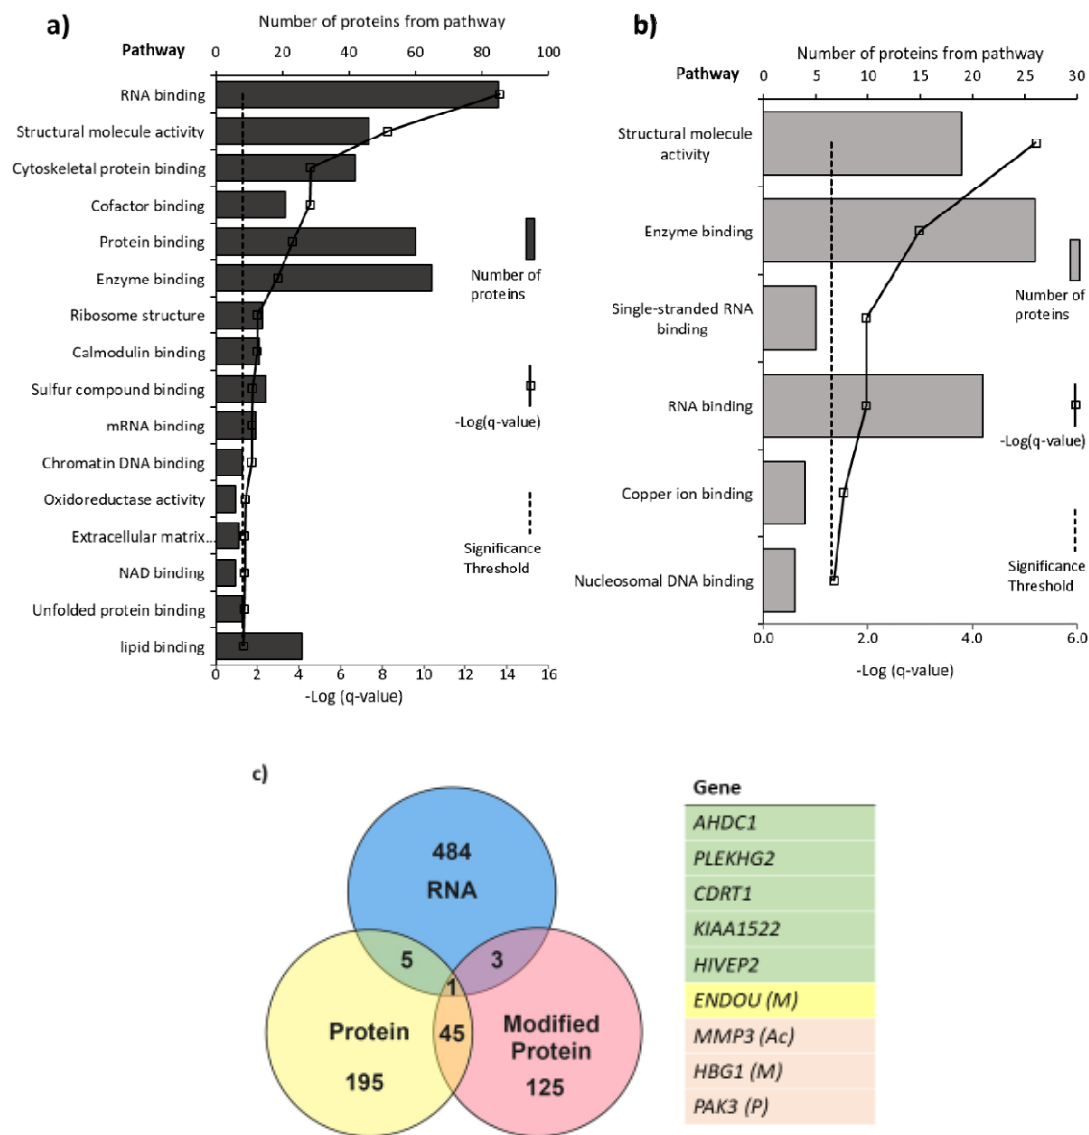 a)
Number of proteins from pathway
Pathway
0 20 40 60 80 100
RNA binding
Structural molecule activity
Cytoskeletal protein binding
Cofactor binding
Protein binding
Enzyme binding
Ribosome structure
Calmodulin binding
Sulfur compound binding
mRNA binding
Chromatin DNA binding
Oxidoreductase activity
Extracellular matrix...
NAD binding
Unfolded protein binding
lipid binding
Number of
proteins
-Log(q-value)
Significance
Threshold
0 2 4 6 8 10 12 14 16
-Log (q-value)
b)
Number of proteins from pathway
Pathway
0 5 10 15 20 25 30
Structural molecule
activity
Enzyme binding
Single-stranded RNA
binding
RNA binding
Copper ion binding
Nucleosomal DNA binding
Number of
proteins
-Log(q-value)
Significance
Threshold
0.0 2.0 4.0 6.0
-Log (q-value)
c)
484
RNA
5
3
1
Protein
45
Modified
Protein
195
125
Gene
AHDC1
PLEKHG2
CDRT1
KIAA1522
HIVEP2
ENDOU (M)
MMP3 (Ac)
HBG1 (M)
PAK3 (P)